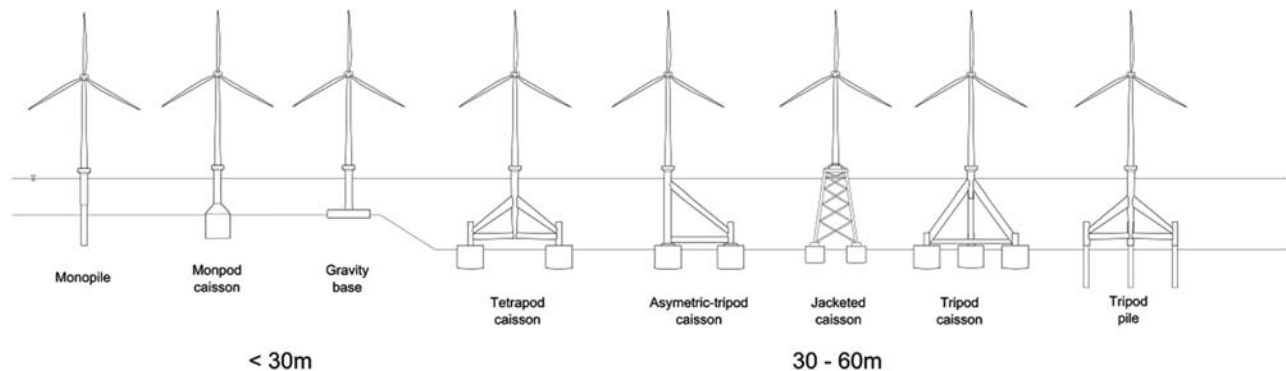 Monopile
Monpod
caisson
Gravity
base
Tetrapod
caisson
Asymetric-tripod
caisson
Jacketed
caisson
Tripod
caisson
Tripod
pile
< 30m
30 - 60m